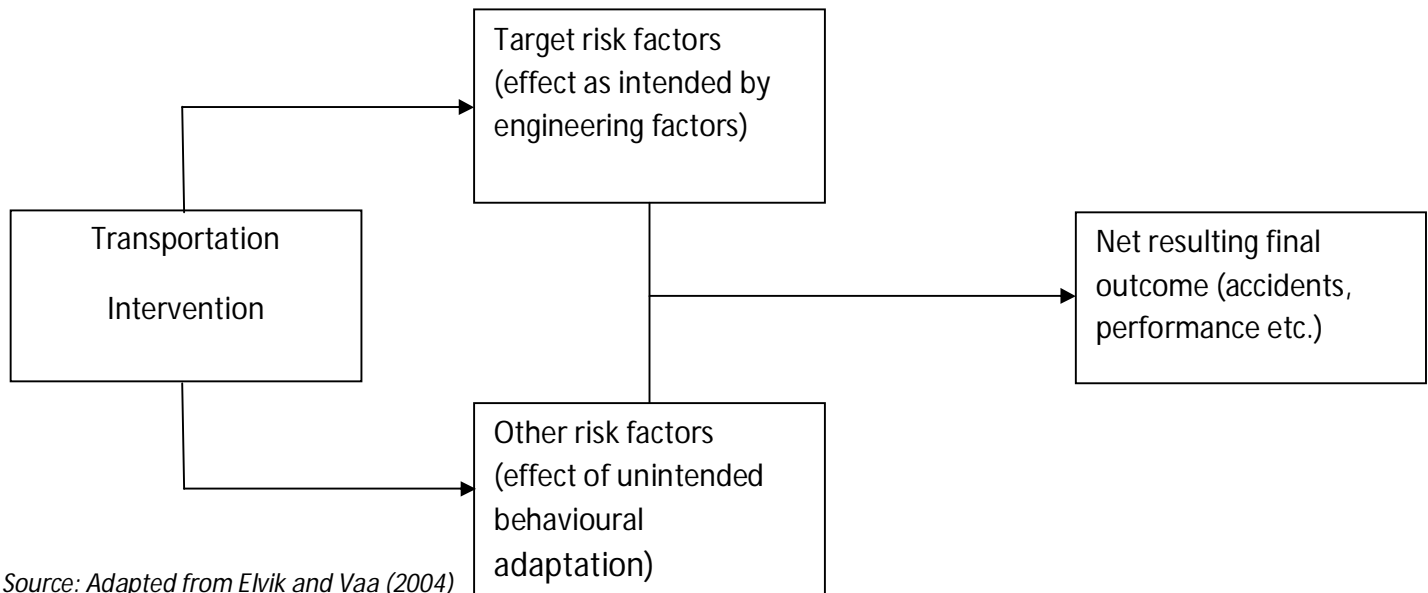 Target risk factors
(effect as intended by
engineering factors)
Transportation
Intervention
Net resulting final
outcome (accidents,
performance etc.)
Other risk factors
(effect of unintended
behavioural
adaptation)
Source: Adapted from Elvik and Vaa (2004)